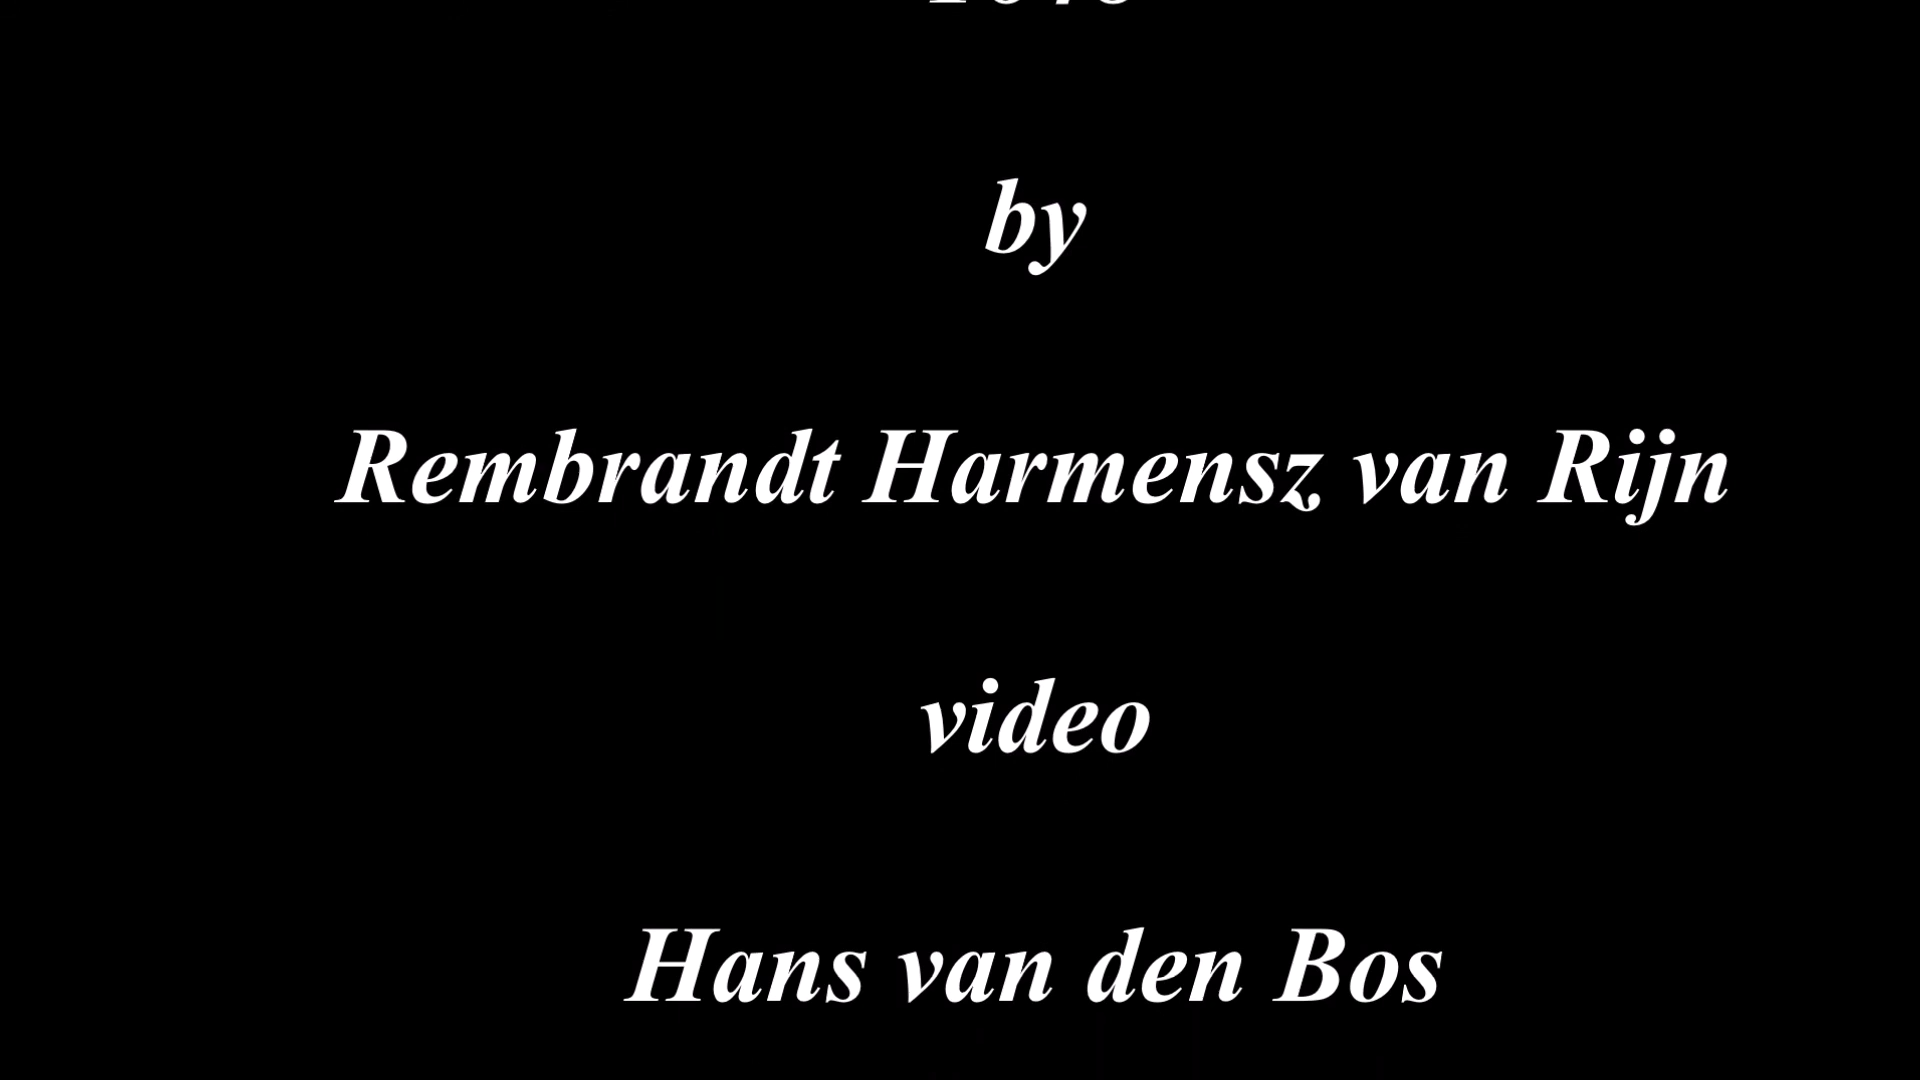 by
Rembrandt Harmensz van Rijn
video
Hans van den Bos